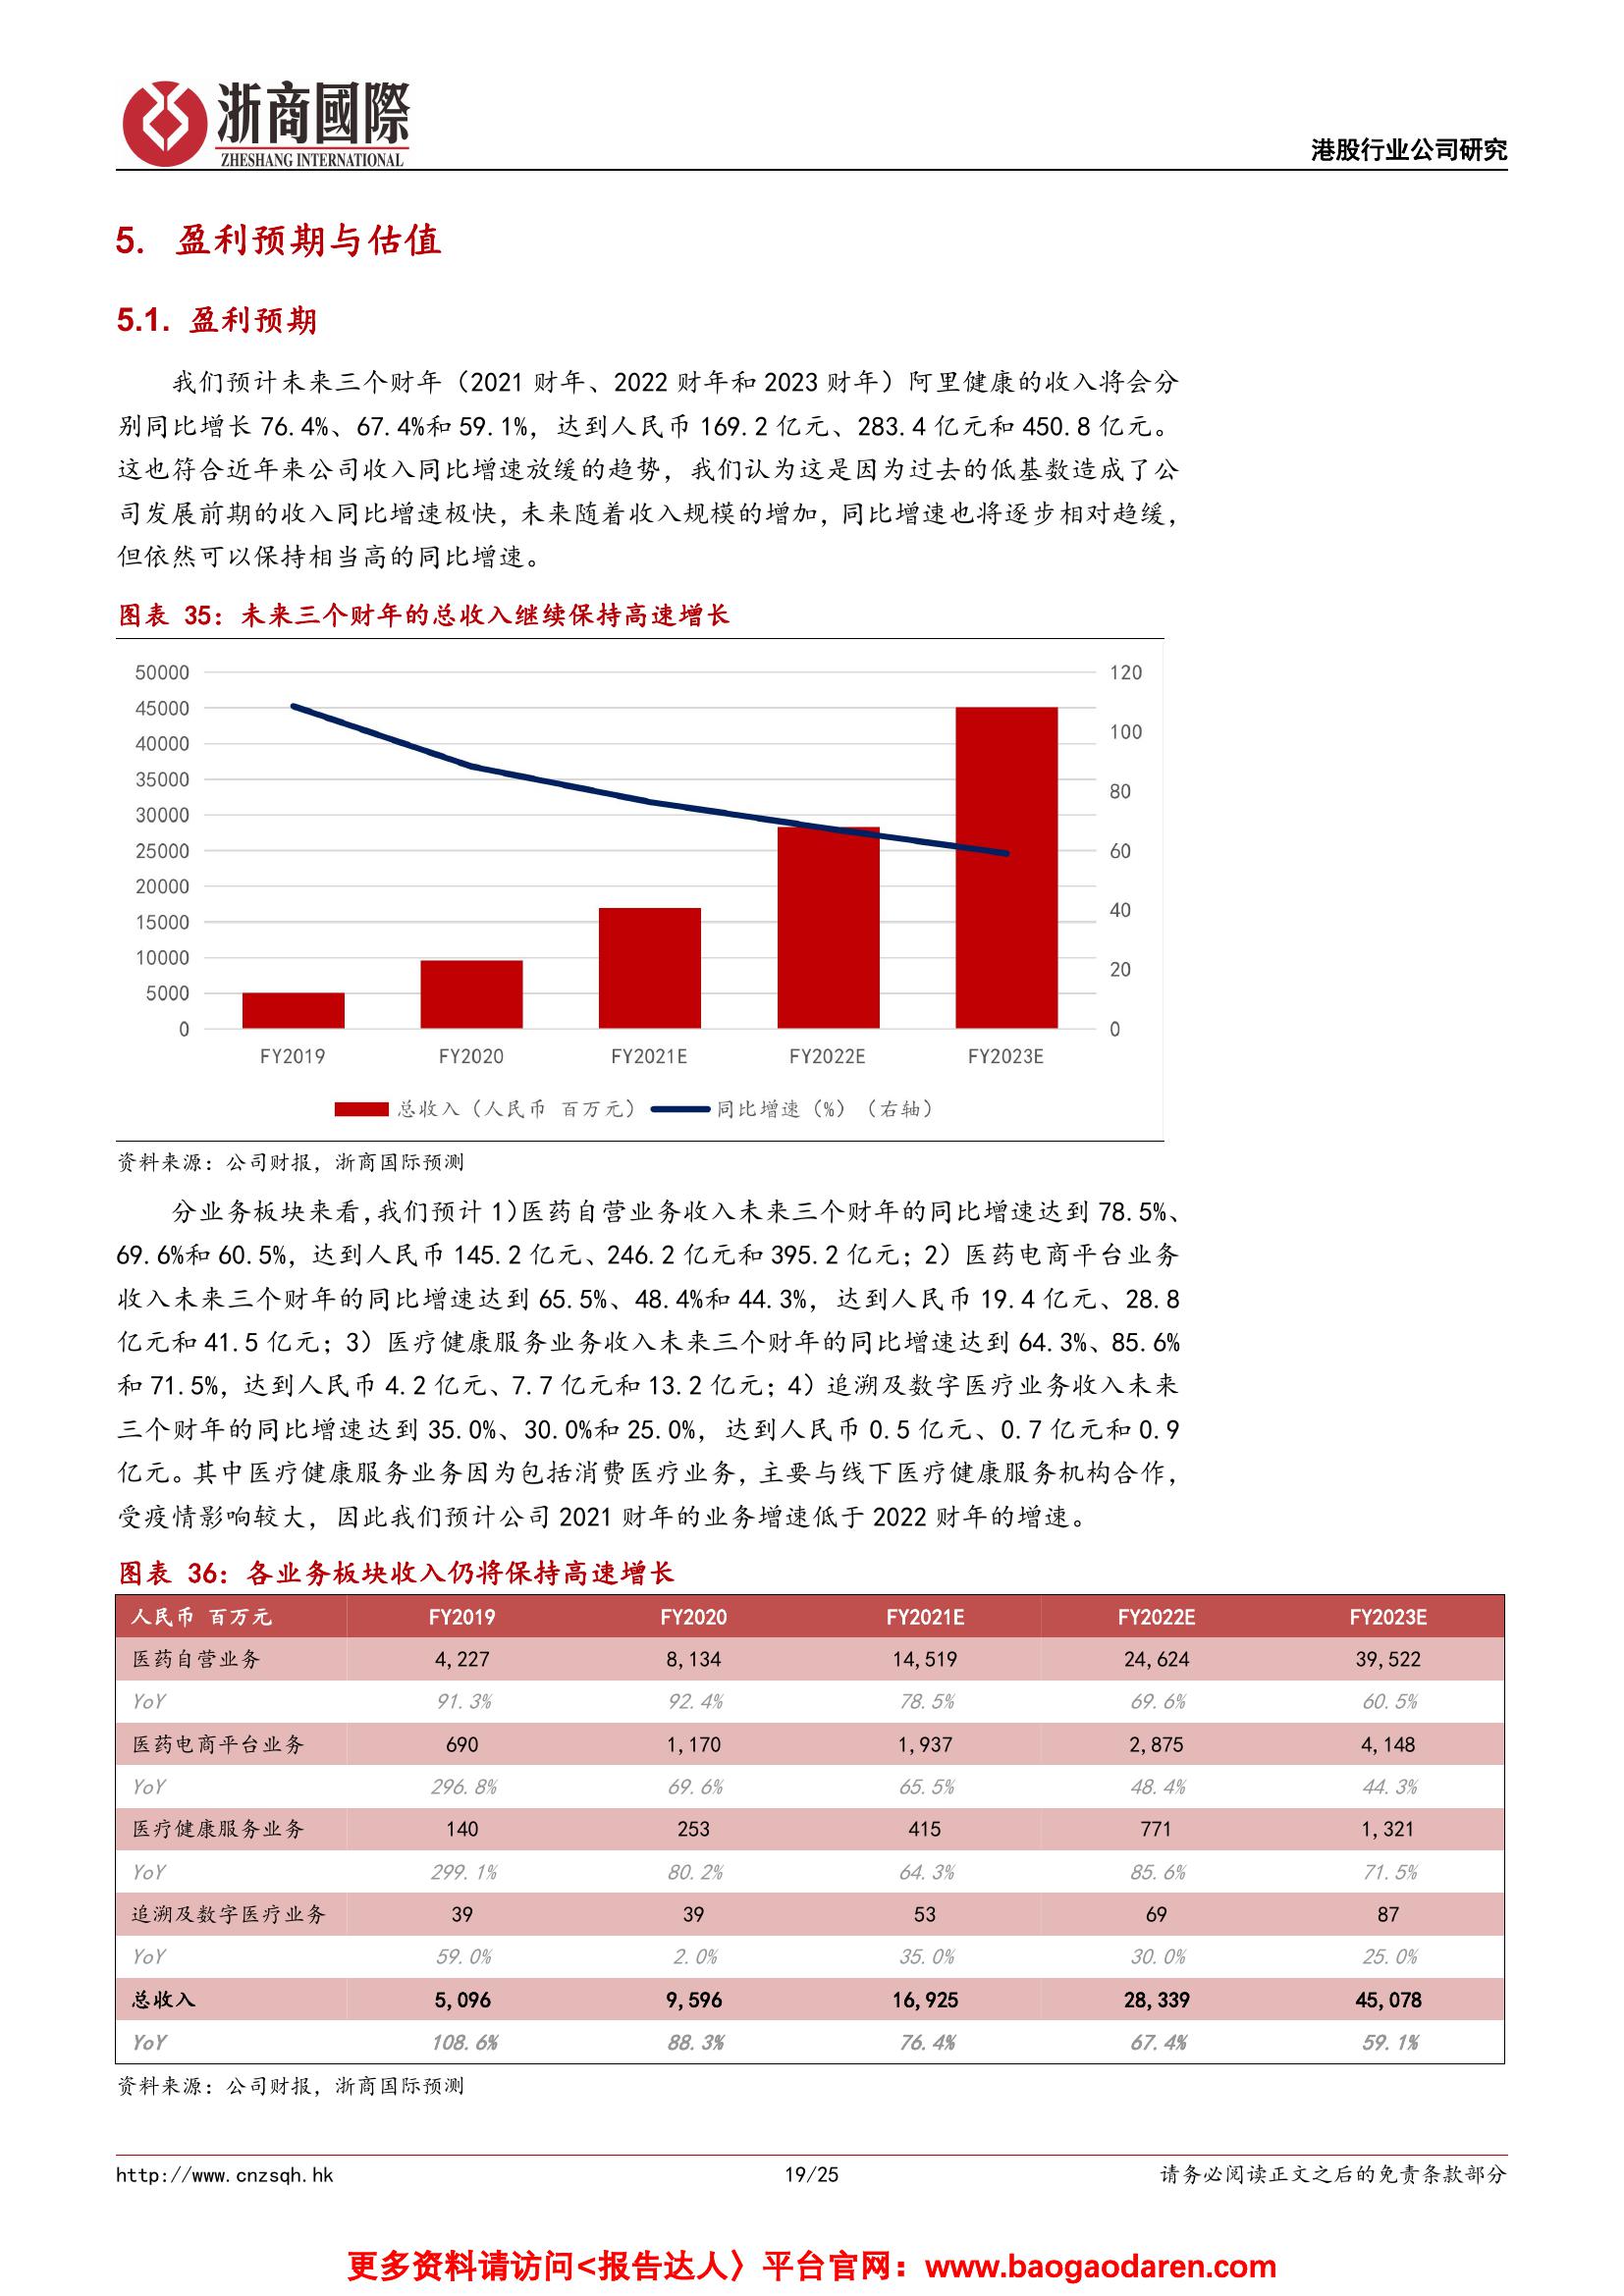 浙商國際
ZHESHANG INTERNATIONAL
港股行业公司研究
5. 盈利预期与估值
5.1. 盈利预期
我们预计未来三个财年（2021 财年、2022 财年和 2023 财年）阿里健康的收入将会分
别同比增长 76.4%、67.4%和 59.1%，达到人民币 169.2 亿元、283.4 亿元和 450.8 亿元。
这也符合近年来公司收入同比增速放缓的趋势，我们认为这是因为过去的低基数造成了公
司发展前期的收入同比增速极快，未来随着收入规模的增加，同比增速也将逐步相对趋缓，
但依然可以保持相当高的同比增速。
图表 35：未来三个财年的总收入继续保持高速增长
50000 120
45000
40000 100
35000
30000 80
25000 60
20000
15000 40
10000
5000 20
0 0
FY2019 FY2020 FY2021E FY2022E FY2023E
总收入（人民币 百万元） 同比增速（%）（右轴）
资料来源：公司财报，浙商国际预测
分业务板块来看，我们预计 1）医药自营业务收入未来三个财年的同比增速达到 78.5%、
69.6%和 60.5%，达到人民币 145.2 亿元、246.2 亿元和 395.2 亿元；2）医药电商平台业务
收入未来三个财年的同比增速达到 65.5%、48.4%和 44.3%，达到人民币 19.4 亿元、28.8
亿元和 41.5 亿元；3）医疗健康服务业务收入未来三个财年的同比增速达到 64.3%、85.6%
和 71.5%，达到人民币 4.2 亿元、7.7 亿元和 13.2 亿元；4）追溯及数字医疗业务收入未来
三个财年的同比增速达到 35.0%、30.0%和 25.0%，达到人民币 0.5 亿元、0.7 亿元和 0.9
亿元。其中医疗健康服务业务因为包括消费医疗业务，主要与线下医疗健康服务机构合作，
受疫情影响较大，因此我们预计公司 2021 财年的业务增速低于 2022 财年的增速。
图表 36：各业务板块收入仍将保持高速增长
人民币 百万元 FY2019 FY2020 FY2021E FY2022E FY2023E
医药自营业务 4,227 8,134 14,519 24,624 39,522
YoY 91.3% 92.4% 78.5% 69.6% 60.5%
医药电商平台业务 690 1,170 1,937 2,875 4,148
YoY 296.8% 69.6% 65.5% 48.4% 44.3%
医疗健康服务业务 140 253 415 771 1,321
YoY 299.1% 80.2% 64.3% 85.6% 71.5%
追溯及数字医疗业务 39 39 53 69 87
YoY 59.0% 2.0% 35.0% 30.0% 25.0%
总收入 5,096 9,596 16,925 28,339 45,078
YoY 108.6% 88.3% 76.4% 67.4% 59.1%
资料来源：公司财报，浙商国际预测
http://www.cnzsqh.hk 19/25 请务必阅读正文之后的免责条款部分
更多资料请访问<报告达人〉平台官网：www.baogaodaren.com